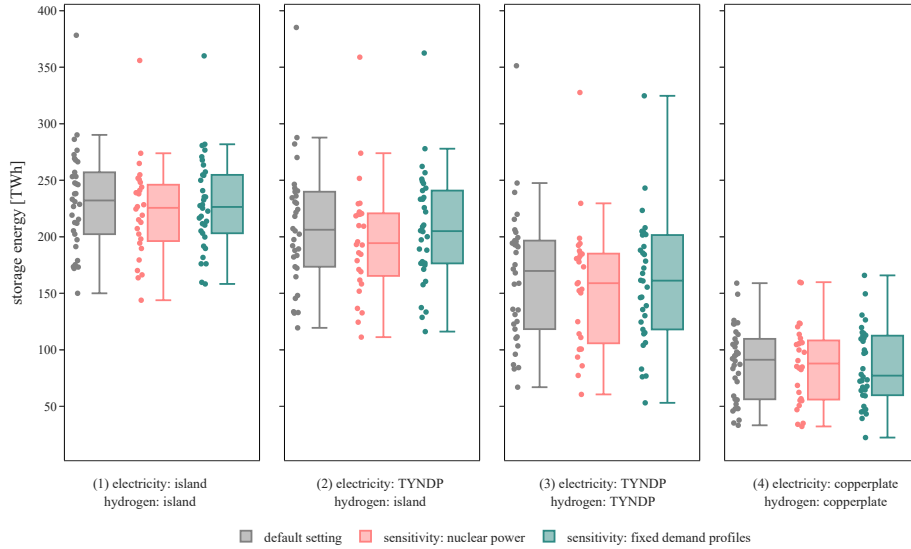 400
350
300
250
200
150
100
50
storage energy [TWh]
(1) electricity: island
hydrogen: island
(2) electricity: TYNDP
hydrogen: island
(3) electricity: TYNDP
hydrogen: TYNDP
(4) electricity: copperplate
hydrogen: copperplate
default setting
sensitivity: nuclear power
sensitivity: fixed demand profiles